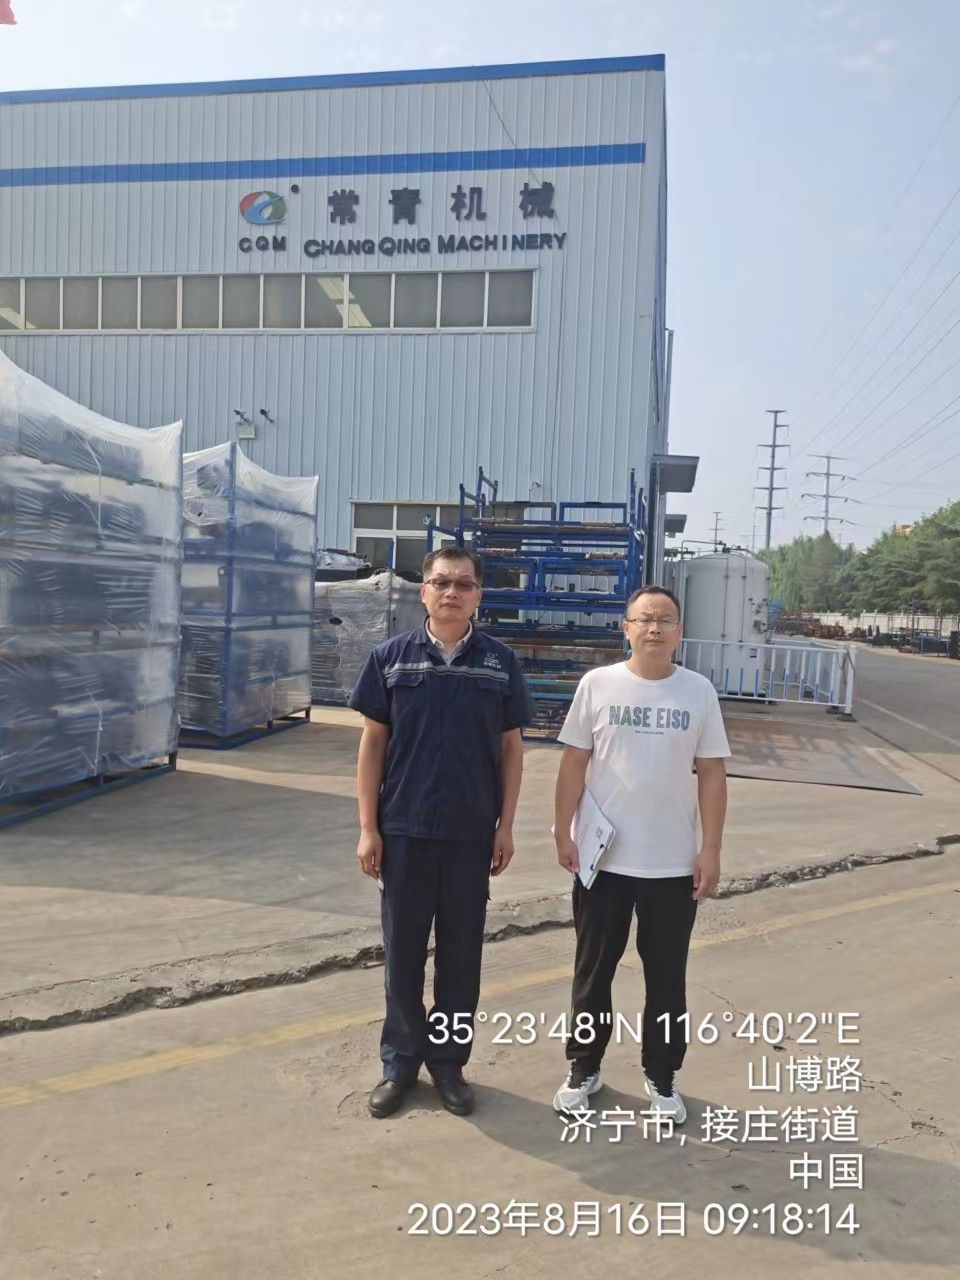 常青机械
CQM CHANGQING MACHINERY
CQM
NASE EISO
35°23'48"N 116°40'2"E
山博路
济宁市, 接庄街道
中国
2023年8月16日 09:18:14